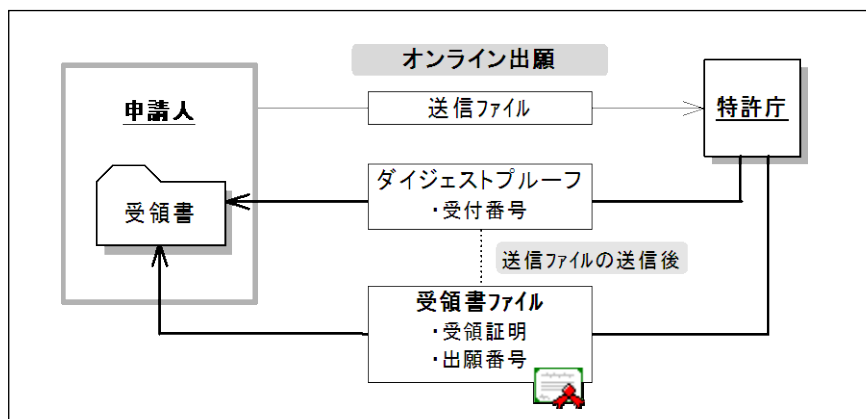 オンライン出願
申請人
送信ファイル
特許庁
ダイジェストプルーフ
・受付番号
受領書
送信ファイルの送信後
受領書ファイル
・受領証明
・出願番号